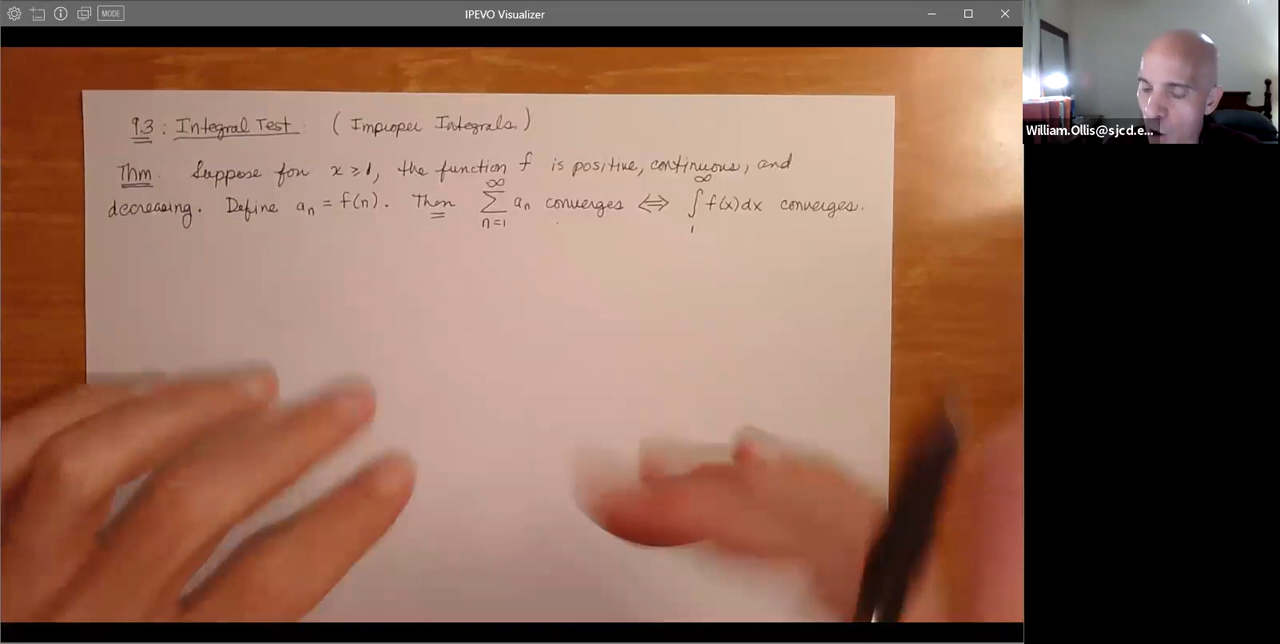 MODE
IPEVO Visualizer
9.3: Integral Test (Improper Integrals)
Thm. Suppose for x ≥ 1, the function f is positive, continuous, and
decreasing. Define aₙ = f(n). Then ∑_{n=1}^{∞} aₙ converges ⇔ ∫_{1}^{∞} f(x)dx converges.
William.Ollis@sjcd.e...